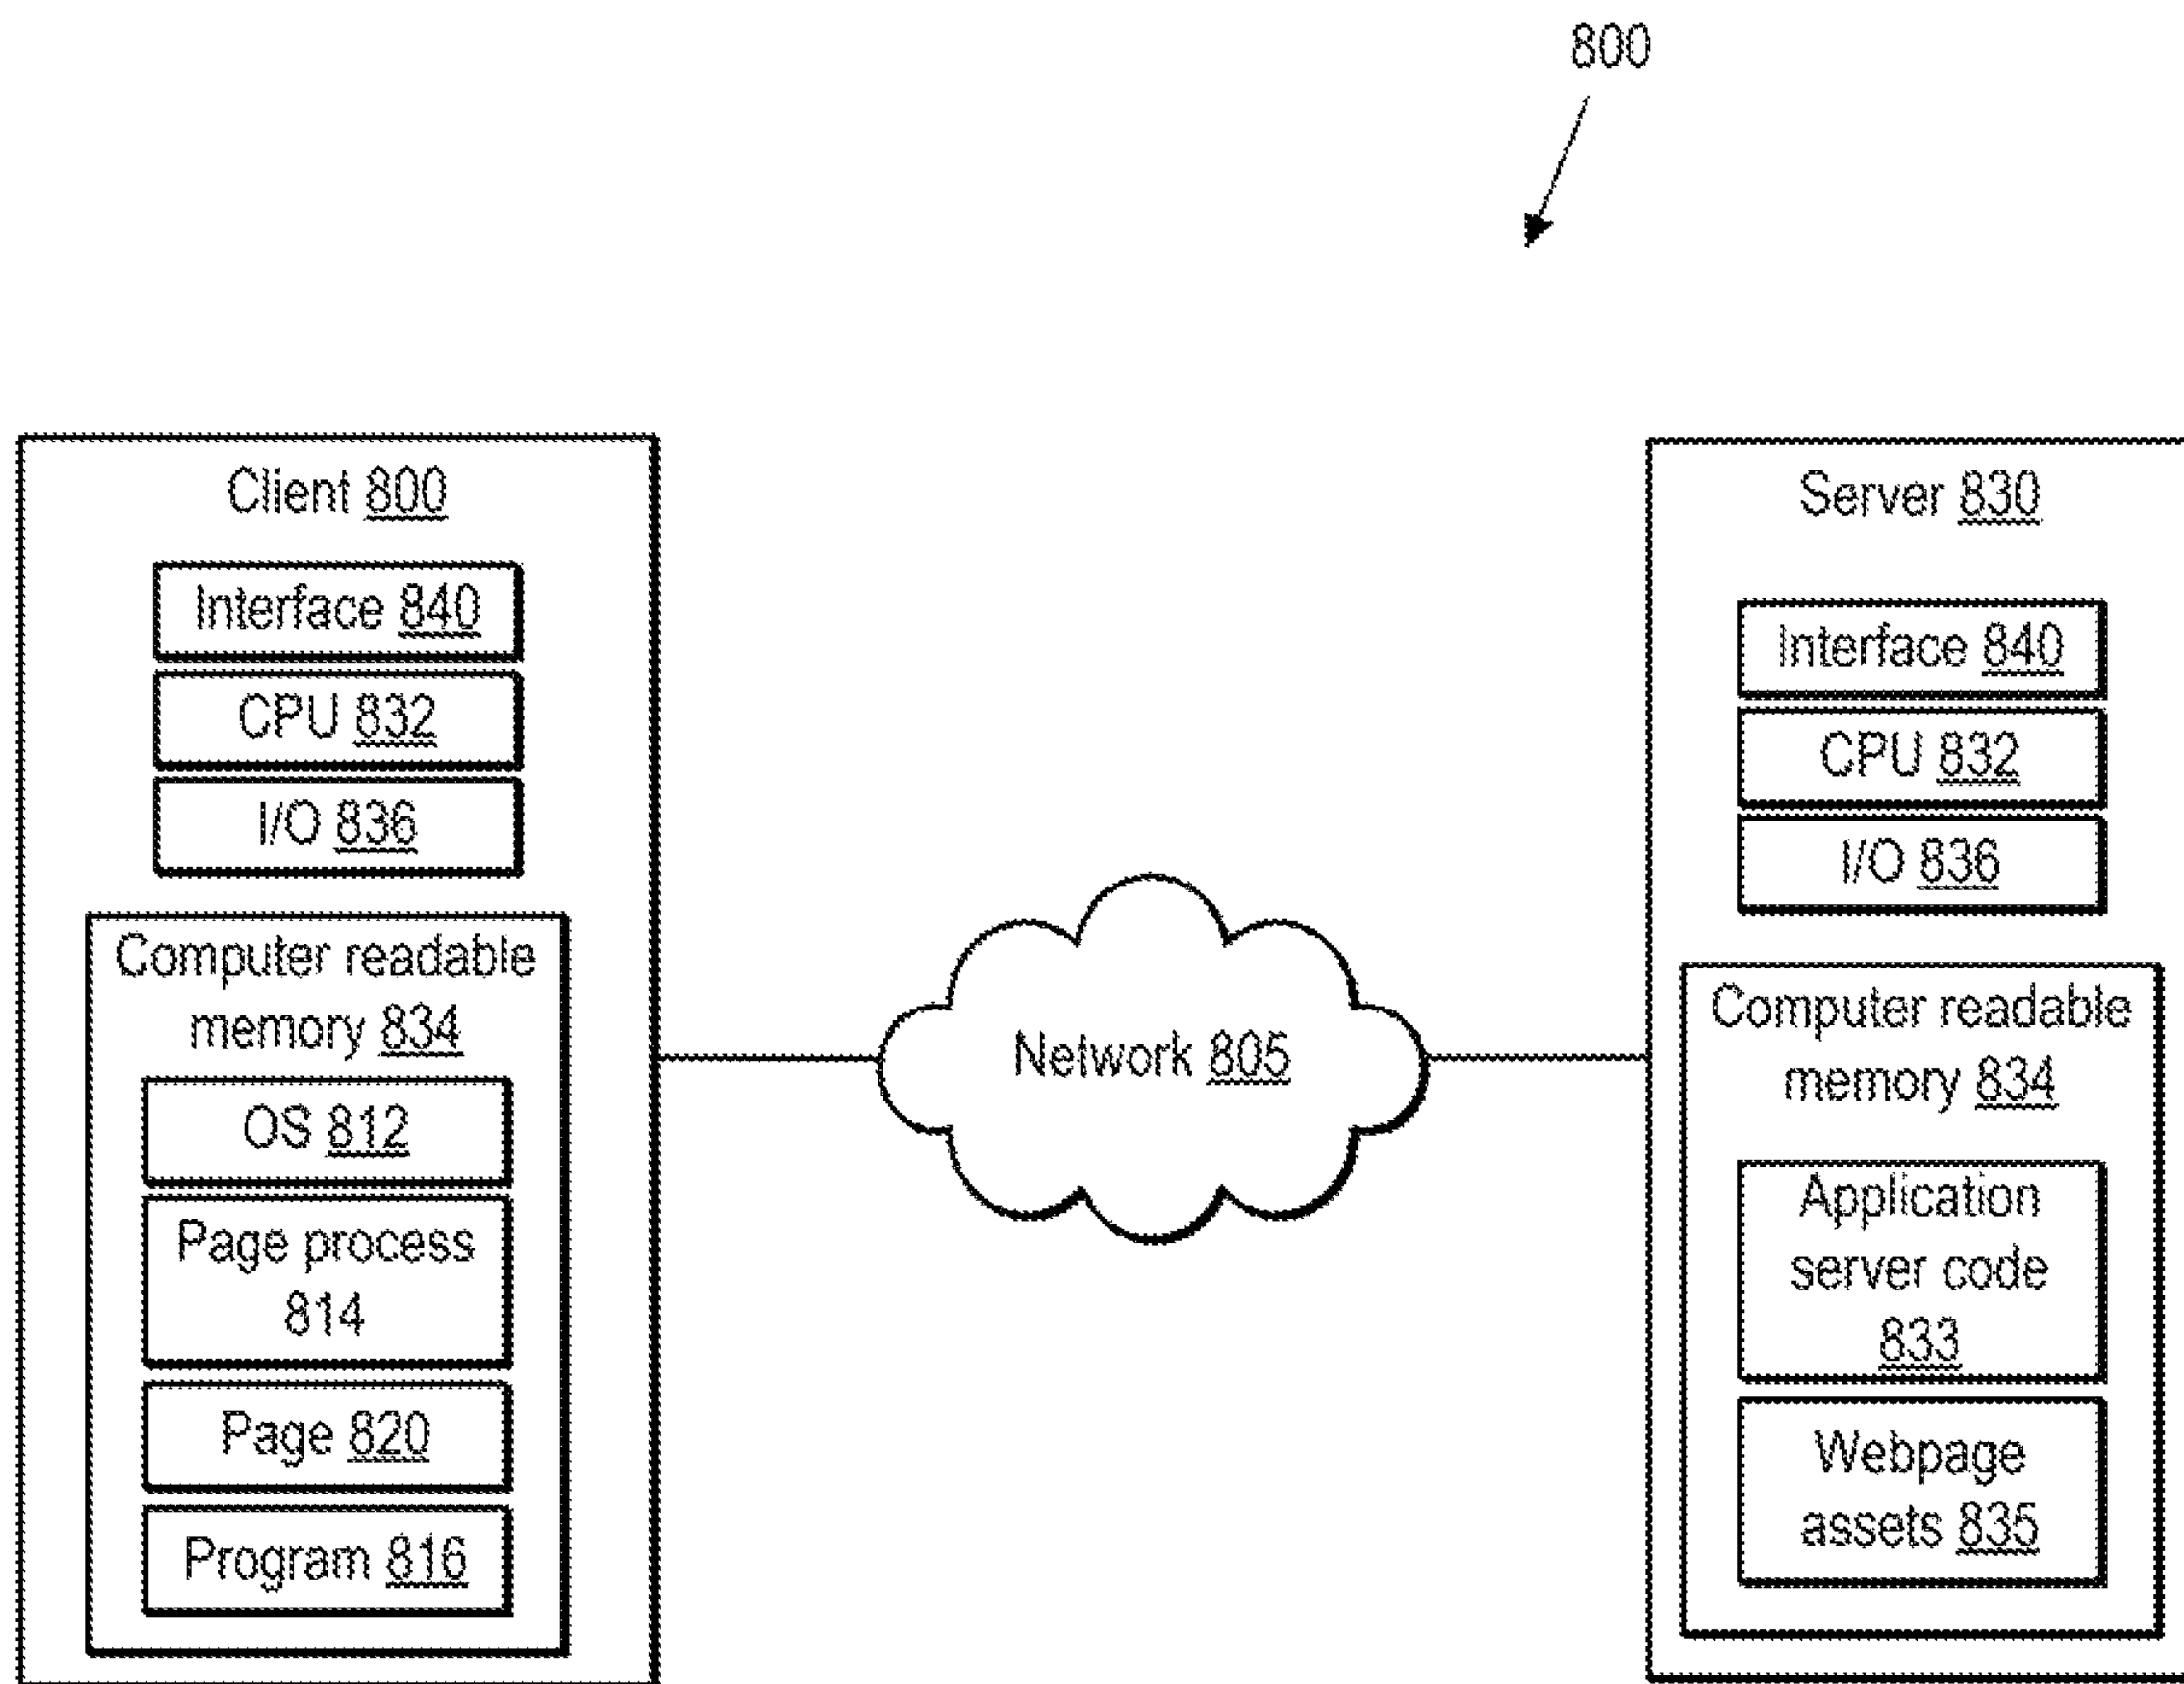 800
Client 800
Interface 840
CPU 832
I/O 836
Computer readable
memory 834
OS 812
Page process
814
Page 820
Program 816
Network 805
Server 830
Interface 840
CPU 832
I/O 836
Computer readable
memory 834
Application
server code
833
Webpage
assets 835